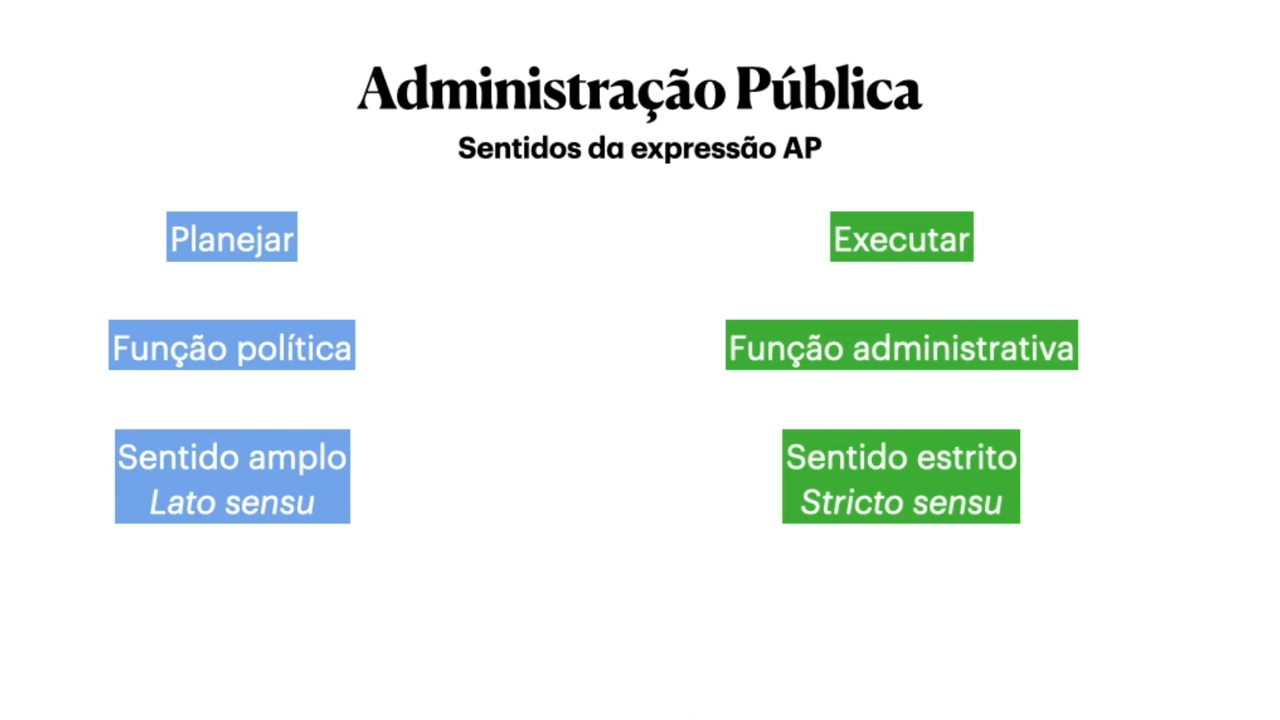 Administração Pública
Sentidos da expressão AP
Planejar
Executar
Função política
Função administrativa
Sentido amplo
Lato sensu
Sentido estrito
Stricto sensu